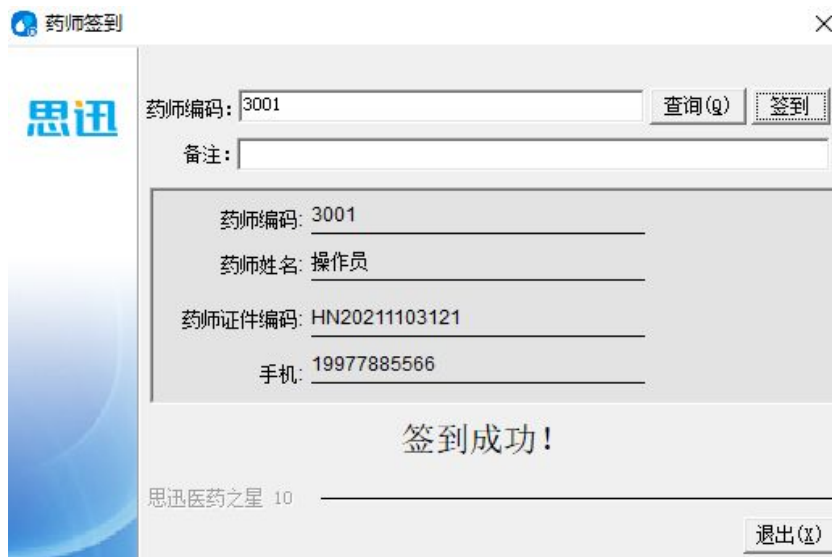 药师签到
思迅
药师编码: 3001 查询(Q) 签到
备注:
药师编码: 3001
药师姓名: 操作员
药师证件编码: HN20211103121
手机: 19977885566
签到成功!
思迅医药之星 10
退出(X)